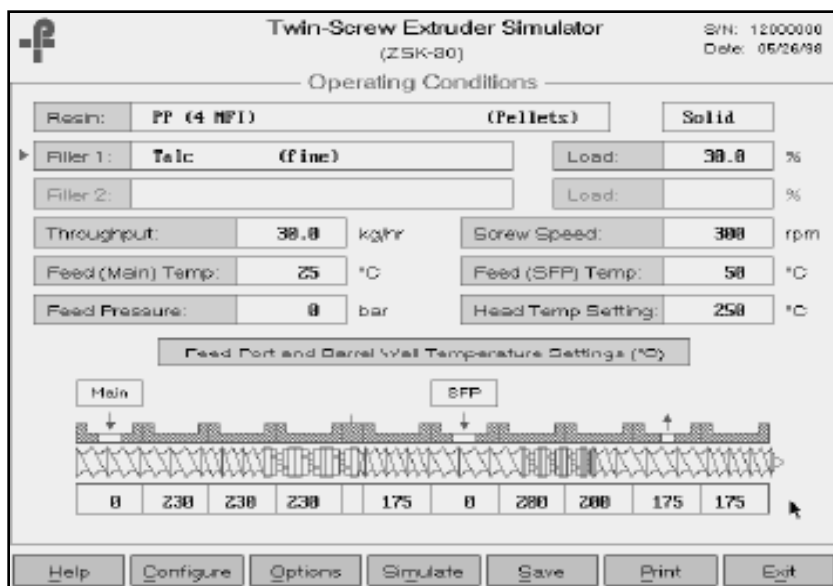 Twin-Screw Extruder Simulator
(ZSK-30)
S/N: 12000000
Date: 05/26/98
Operating Conditions
Resin: PP (4 MFI) (Pellets) Solid
Filler 1: Talc (fine) Load: 30.0 %
Filler 2: Load: %
Throughput: 30.0 kg/hr Screw Speed: 300 rpm
Feed (Main) Temp: 25 °C Feed (SFP) Temp: 50 °C
Feed Pressure: 0 bar Head Temp Setting: 250 °C
Feed Port and Barrel Wall Temperature Settings (°C)
Main SFP
0 230 230 230 175 0 200 200 175 175
Help Configure Options Simulate Save Print Exit